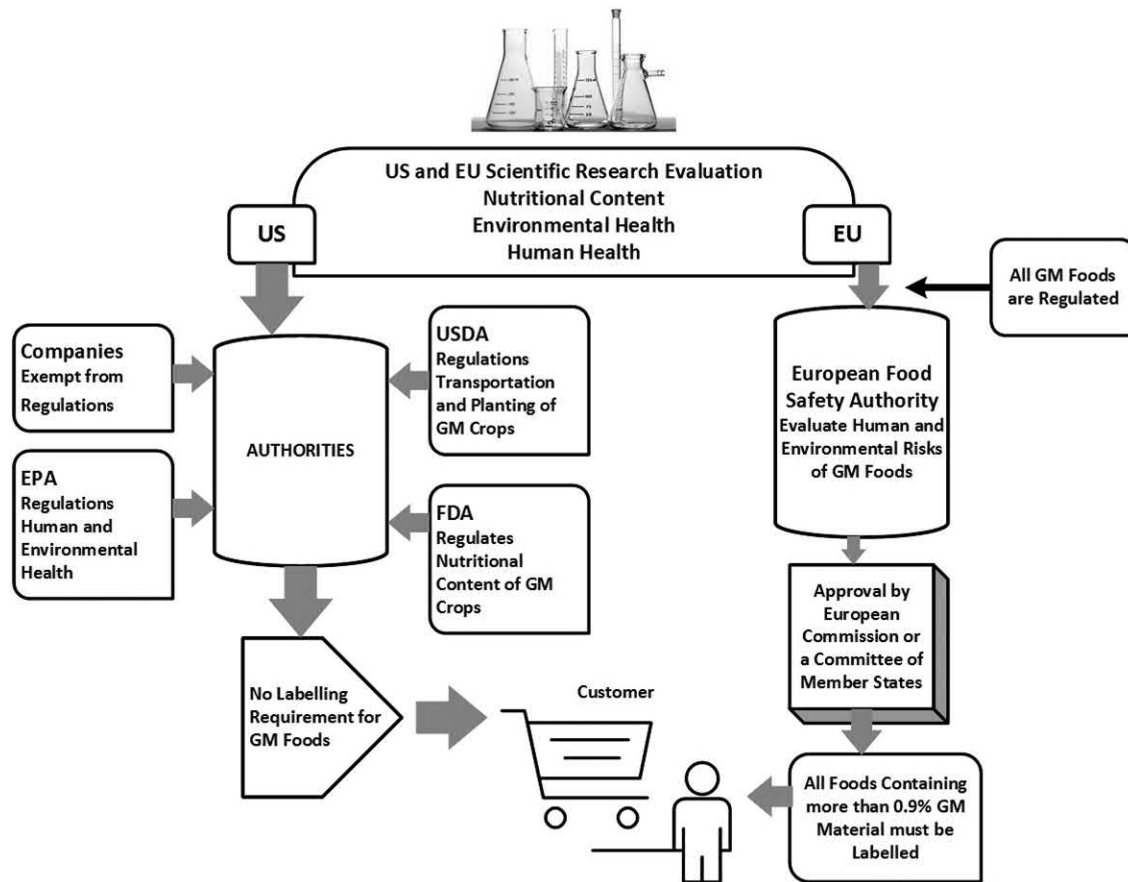 US and EU Scientific Research Evaluation
Nutritional Content
Environmental Health
Human Health
US
EU
All GM Foods
are Regulated
Companies
Exempt from
Regulations
USDA
Regulations
Transportation
and Planting of
GM Crops
AUTHORITIES
EPA
Regulations
Human and
Environmental
Health
FDA
Regulates
Nutritional
Content of GM
Crops
No Labelling
Requirement for
GM Foods
Customer
European Food
Safety Authority
Evaluate Human and
Environmental Risks
of GM Foods
Approval by
European
Commission or
a Committee of
Member States
All Foods Containing
more than 0.9% GM
Material must be
Labelled